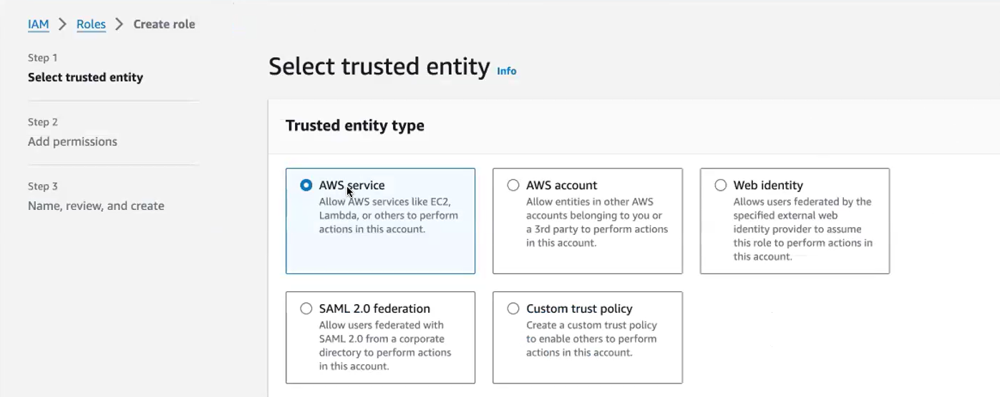 IAM > Roles > Create role
Step 1
Select trusted entity
Step 2
Add permissions
Step 3
Name, review, and create
Select trusted entity Info
Trusted entity type
AWS service
Allow AWS services like EC2,
Lambda, or others to perform
actions in this account.
AWS account
Allow entities in other AWS
accounts belonging to you or
a 3rd party to perform actions
in this account.
Web identity
Allows users federated by the
specified external web
identity provider to assume
this role to perform actions in
this account.
SAML 2.0 federation
Allow users federated with
SAML 2.0 from a corporate
directory to perform actions
in this account.
Custom trust policy
Create a custom trust policy
to enable others to perform
actions in this account.